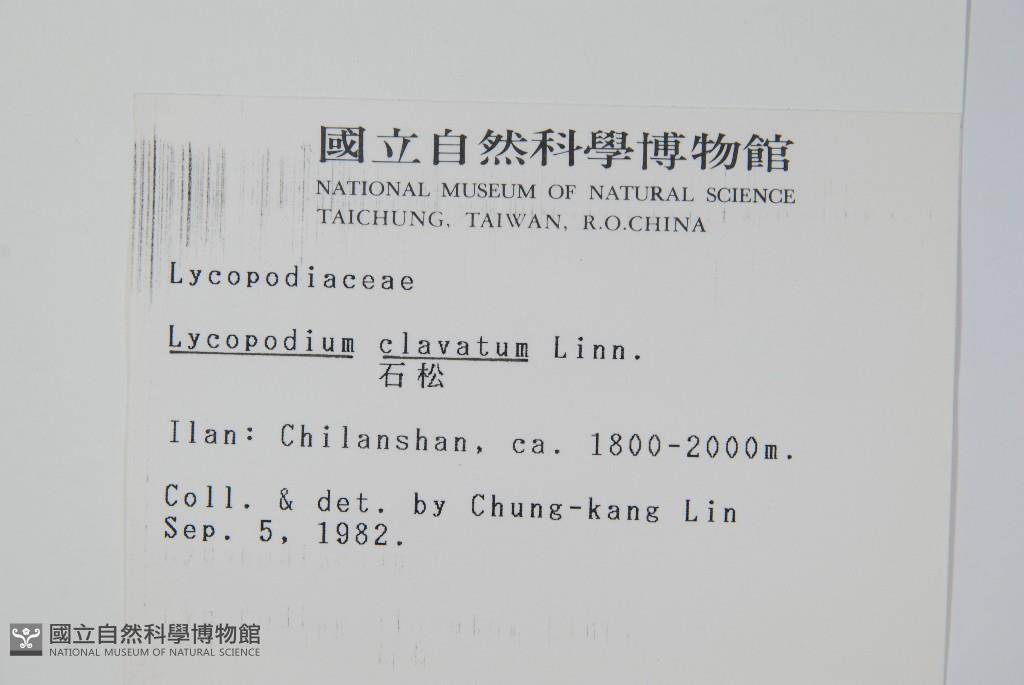 國立自然科學博物館
NATIONAL MUSEUM OF NATURAL SCIENCE
TAICHUNG, TAIWAN, R.O.CHINA
Lycopodiaceae
Lycopodium clavatum Linn.
石松
Ilan: Chilanshan, ca. 1800-2000m.
Coll. & det. by Chung-kang Lin
Sep. 5, 1982.
國立自然科學博物館
NATIONAL MUSEUM OF NATURAL SCIENCE